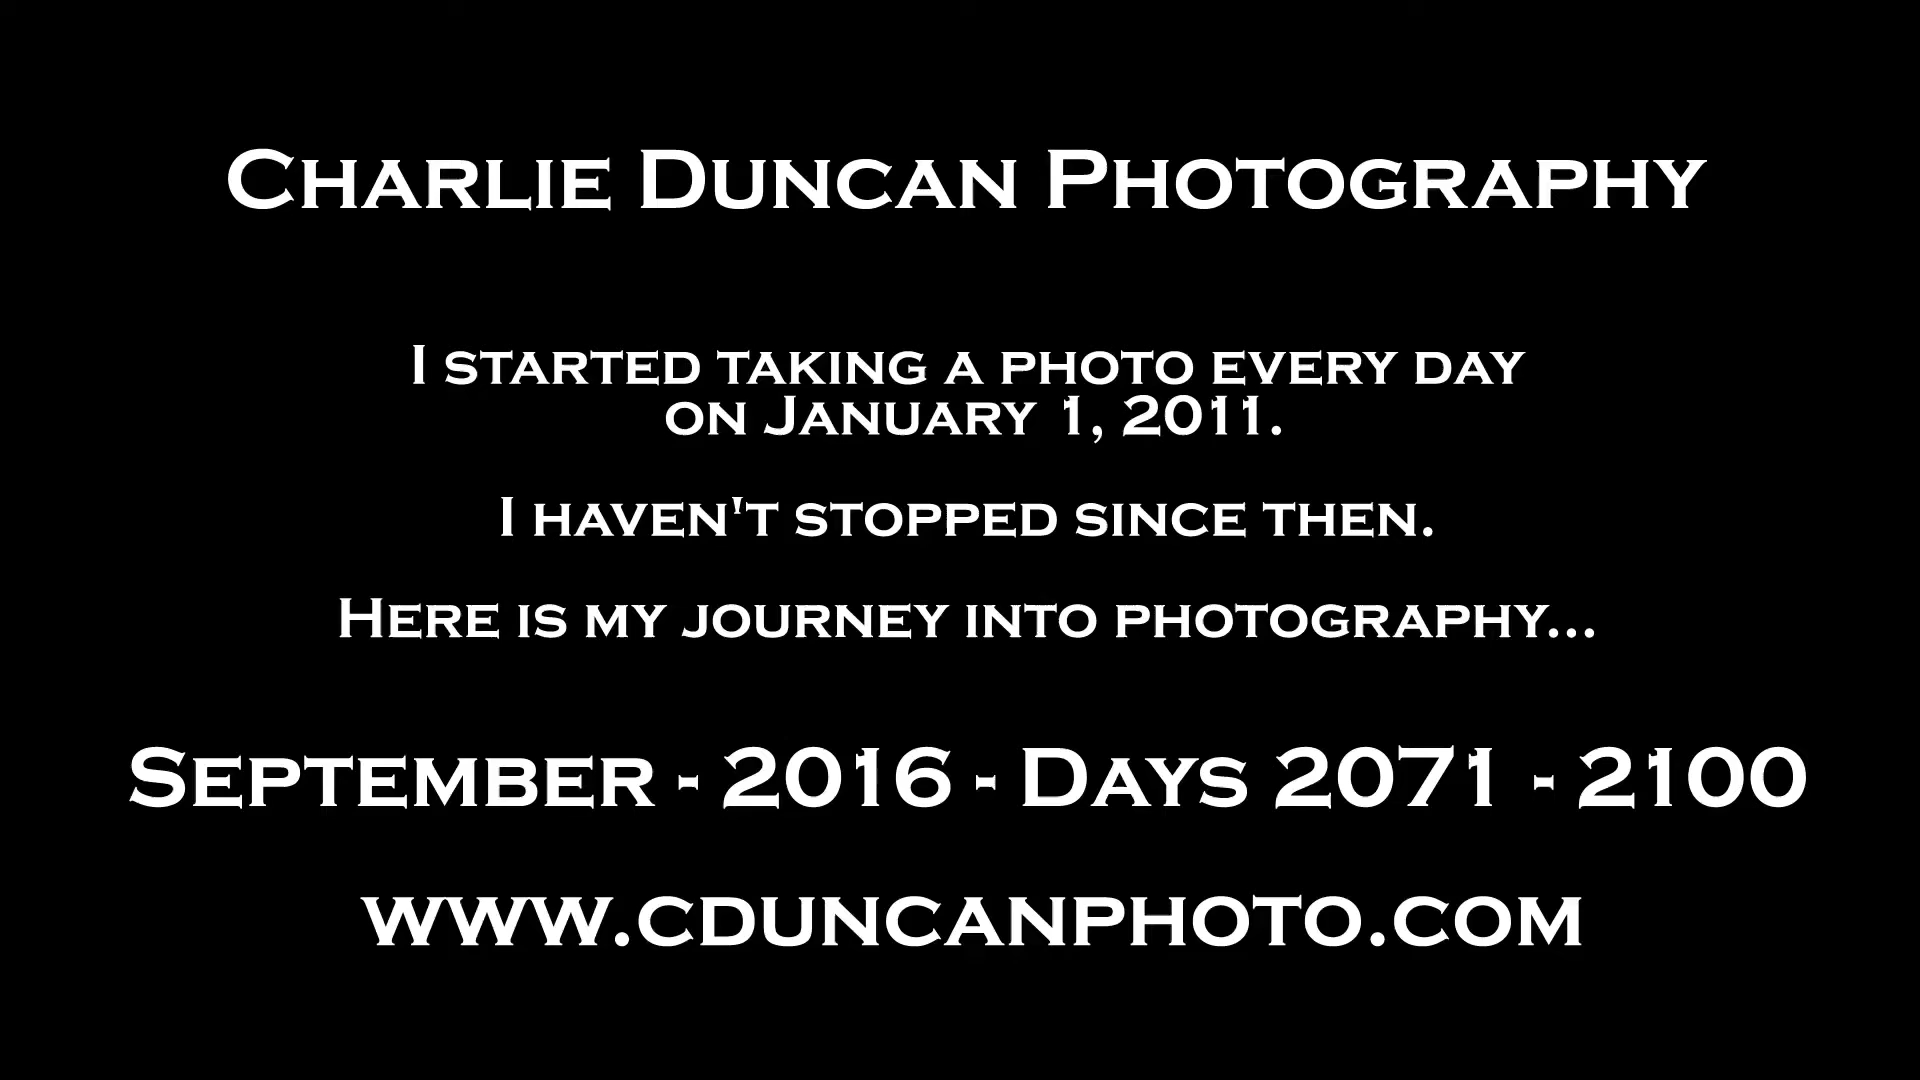 Charlie Duncan Photography
I started taking a photo every day
on January 1, 2011.
I haven't stopped since then.
Here is my journey into photography...
September - 2016 - Days 2071 - 2100
www.cduncanphoto.com